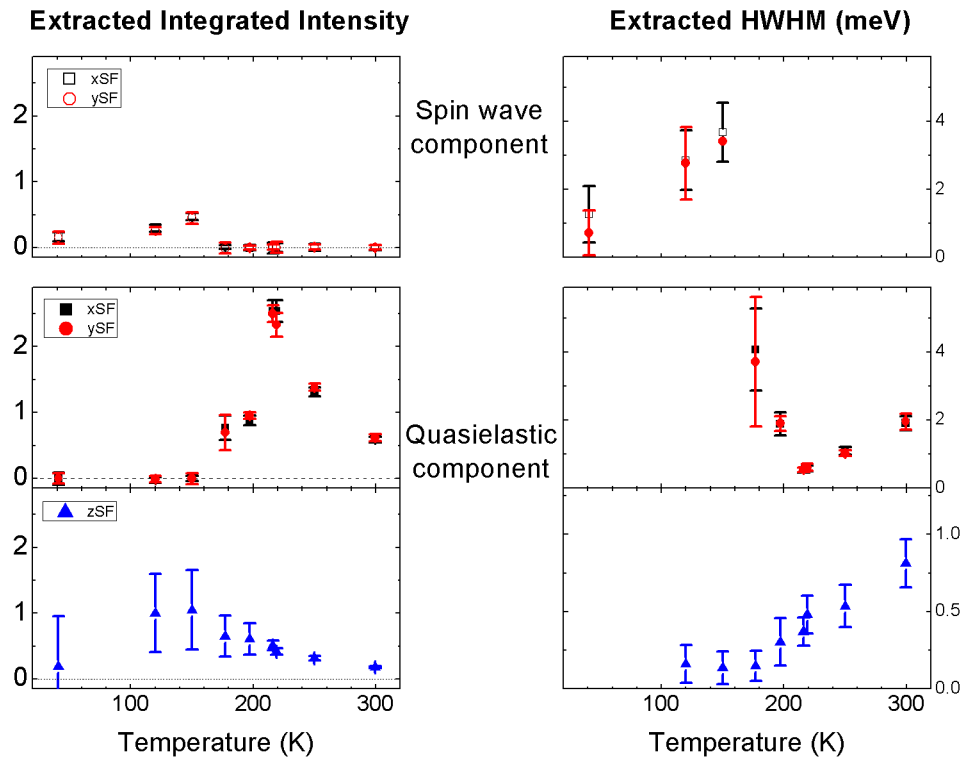 Extracted Integrated Intensity
Extracted HWHM (meV)
xSF
ySF
2
1
0
Spin wave
component
4
2
0
xSF
ySF
2
1
0
Quasielastic
component
4
2
0
zSF
2
1
0
1.0
0.5
0.0
100 200 300
100 200 300
Temperature (K)
Temperature (K)